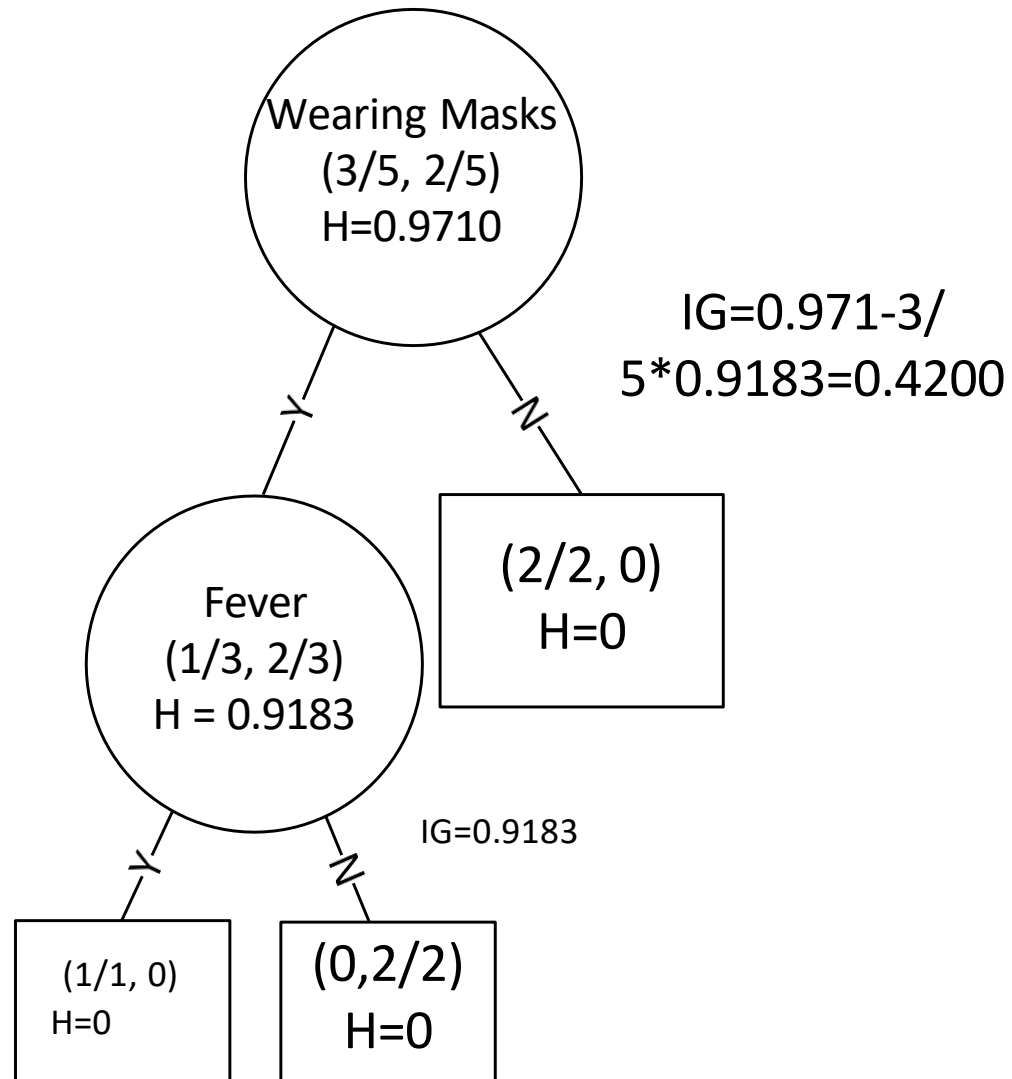 Wearing Masks
(3/5, 2/5)
H=0.9710
IG=0.971-3/
5*0.9183=0.4200
Y
N
Fever
(1/3, 2/3)
H = 0.9183
(2/2, 0)
H=0
IG=0.9183
Y
N
(1/1, 0)
H=0
(0,2/2)
H=0